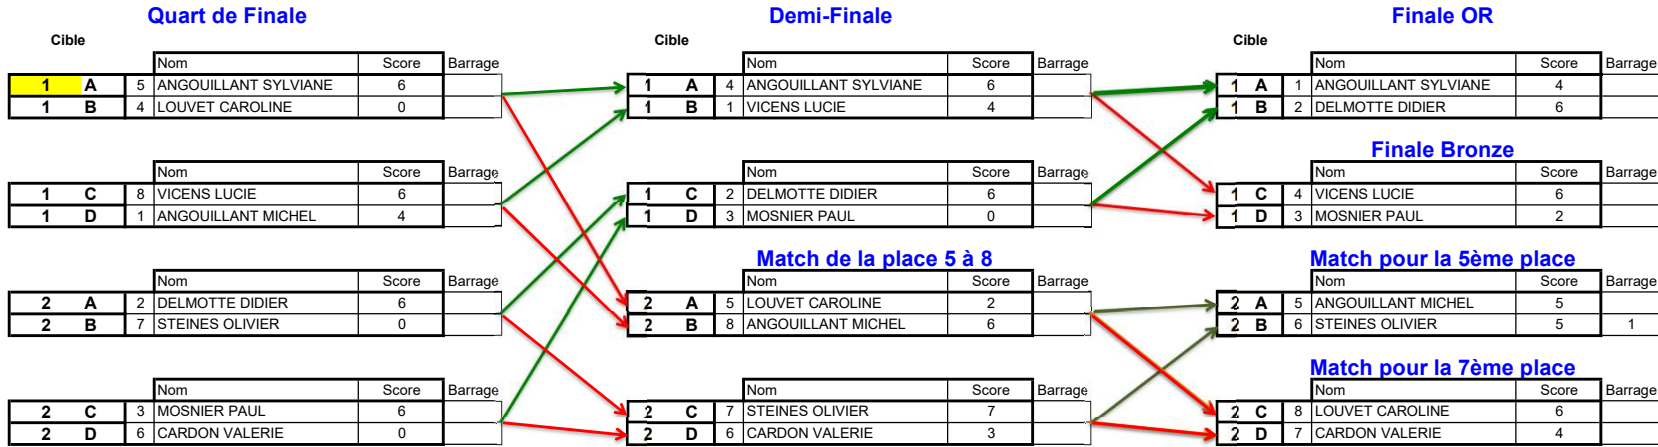 Quart de Finale Demi-Finale Finale OR
Cible Cible Cible
Nom Score Barrage Nom Score Barrage Nom Score Barrage
1 A 5 ANGOUILLANT SYLVIANE 6 1 A 4 ANGOUILLANT SYLVIANE 6 1 A 1 ANGOUILLANT SYLVIANE 4
1 B 4 LOUVET CAROLINE 0 1 B 1 VICENS LUCIE 4 1 B 2 DELMOTTE DIDIER 6
Finale Bronze
Nom Score Barrage Nom Score Barrage Nom Score Barrage
1 C 8 VICENS LUCIE 6 1 C 2 DELMOTTE DIDIER 6 1 C 4 VICENS LUCIE 6
1 D 1 ANGOUILLANT MICHEL 4 1 D 3 MOSNIER PAUL 0 1 D 3 MOSNIER PAUL 2
Match de la place 5 à 8 Match pour la 5ème place
Nom Score Barrage Nom Score Barrage Nom Score Barrage
2 A 2 DELMOTTE DIDIER 6 2 A 5 LOUVET CAROLINE 2 2 A 5 ANGOUILLANT MICHEL 5
2 B 7 STEINES OLIVIER 0 2 B 8 ANGOUILLANT MICHEL 6 2 B 6 STEINES OLIVIER 5 1
Match pour la 7ème place
Nom Score Barrage Nom Score Barrage Nom Score Barrage
2 C 3 MOSNIER PAUL 6 2 C 7 STEINES OLIVIER 7 2 C 8 LOUVET CAROLINE 6
2 D 6 CARDON VALERIE 0 2 D 6 CARDON VALERIE 3 2 D 7 CARDON VALERIE 4